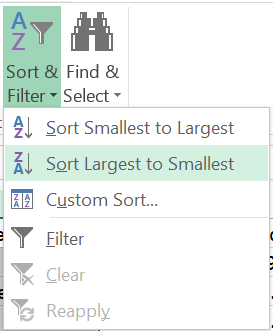 Sort & Find &
Filter Select
Sort Smallest to Largest
Sort Largest to Smallest
Custom Sort...
Filter
Clear
Reapply